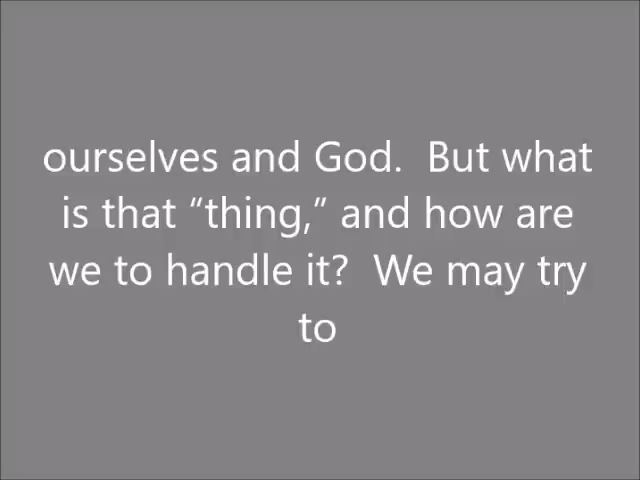 ourselves and God.  But what
is that “thing,” and how are
we to handle it?  We may try
to